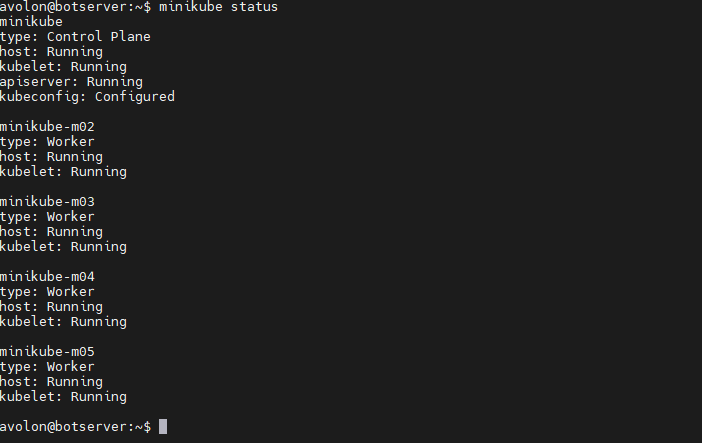 avolon@botserver:~$ minikube status
minikube
type: Control Plane
host: Running
kubelet: Running
apiserver: Running
kubeconfig: Configured

minikube-m02
type: Worker
host: Running
kubelet: Running

minikube-m03
type: Worker
host: Running
kubelet: Running

minikube-m04
type: Worker
host: Running
kubelet: Running

minikube-m05
type: Worker
host: Running
kubelet: Running

avolon@botserver:~$